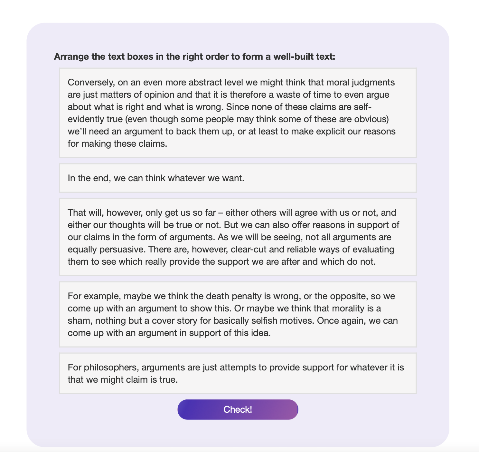 Arrange the text boxes in the right order to form a well-built text:
Conversely, on an even more abstract level we might think that moral judgments
are just matters of opinion and that it is therefore a waste of time to even argue
about what is right and what is wrong. Since none of these claims are self-
evidently true (even though some people may think some of these are obvious)
we'll need an argument to back them up, or at least to make explicit our reasons
for making these claims.
In the end, we can think whatever we want.
That will, however, only get us so far – either others will agree with us or not, and
either our thoughts will be true or not. But we can also offer reasons in support of
our claims in the form of arguments. As we will be seeing, not all arguments are
equally persuasive. There are, however, clear-cut and reliable ways of evaluating
them to see which really provide the support we are after and which do not.
For example, maybe we think the death penalty is wrong, or the opposite, so we
come up with an argument to show this. Or maybe we think that morality is a
sham, nothing but a cover story for basically selfish motives. Once again, we can
come up with an argument in support of this idea.
For philosophers, arguments are just attempts to provide support for whatever it is
that we might claim is true.
Check!